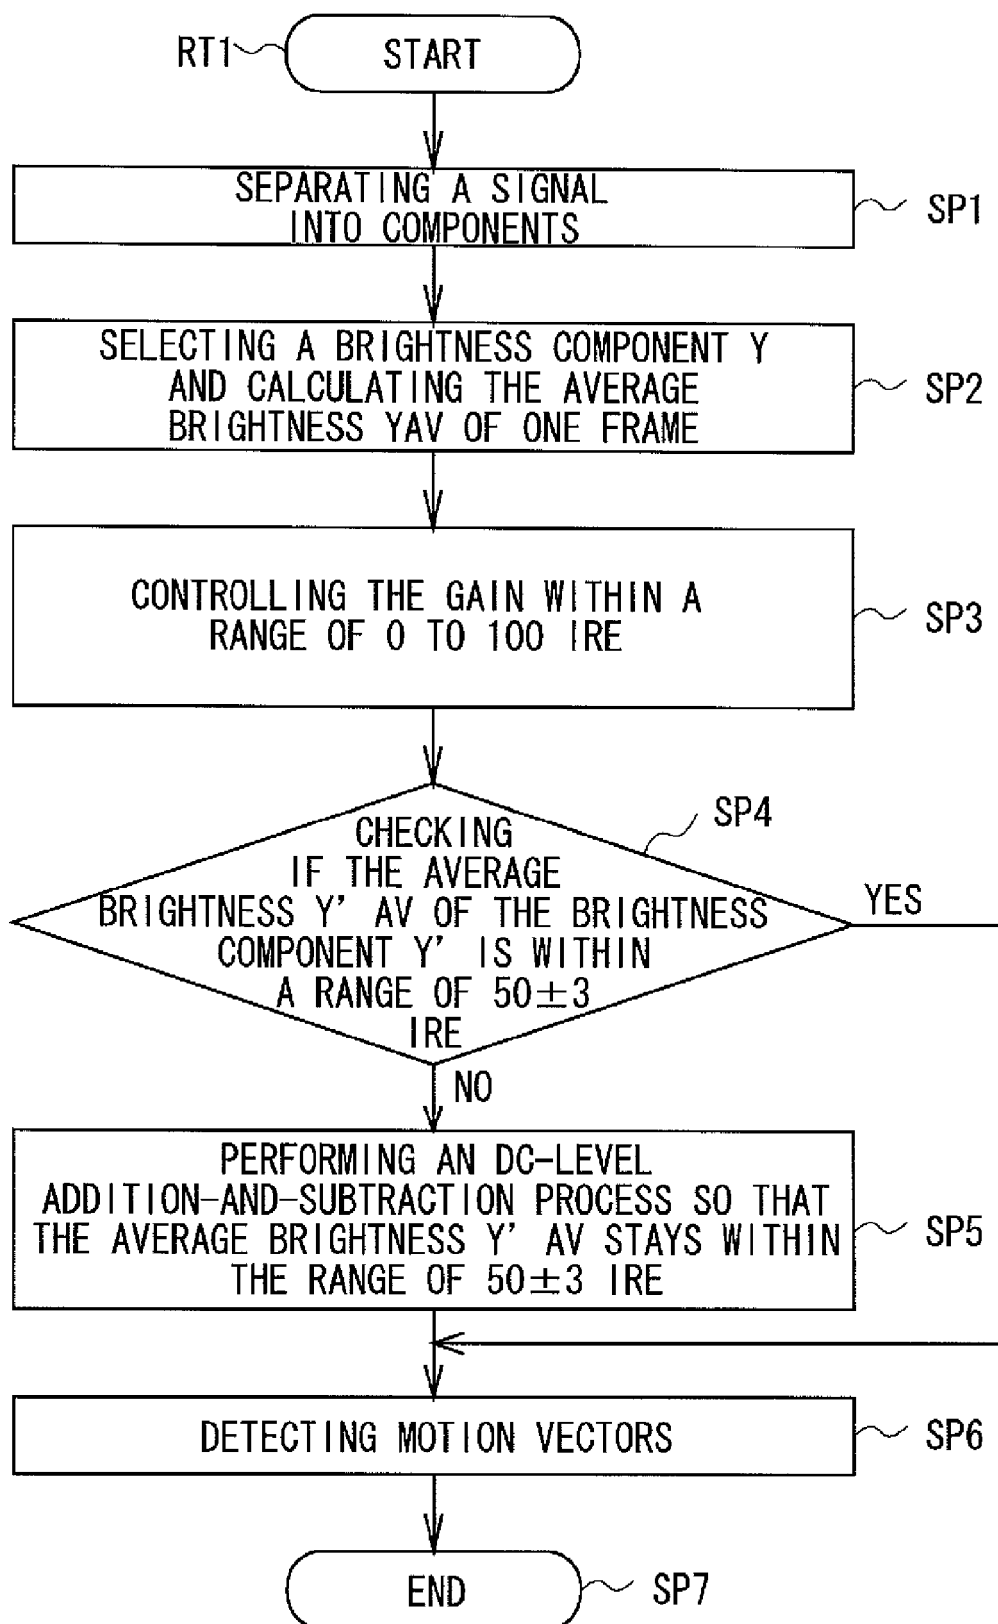 RT1
START
SEPARATING A SIGNAL
INTO COMPONENTS
SP1
SELECTING A BRIGHTNESS COMPONENT Y
AND CALCULATING THE AVERAGE
BRIGHTNESS YAV OF ONE FRAME
SP2
CONTROLLING THE GAIN WITHIN A
RANGE OF 0 TO 100 IRE
SP3
SP4
CHECKING
IF THE AVERAGE
BRIGHTNESS Y' AV OF THE BRIGHTNESS
COMPONENT Y' IS WITHIN
A RANGE OF 50±3
IRE
YES
NO
PERFORMING AN DC-LEVEL
ADDITION-AND-SUBTRACTION PROCESS SO THAT
THE AVERAGE BRIGHTNESS Y' AV STAYS WITHIN
THE RANGE OF 50±3 IRE
SP5
DETECTING MOTION VECTORS
SP6
END
SP7